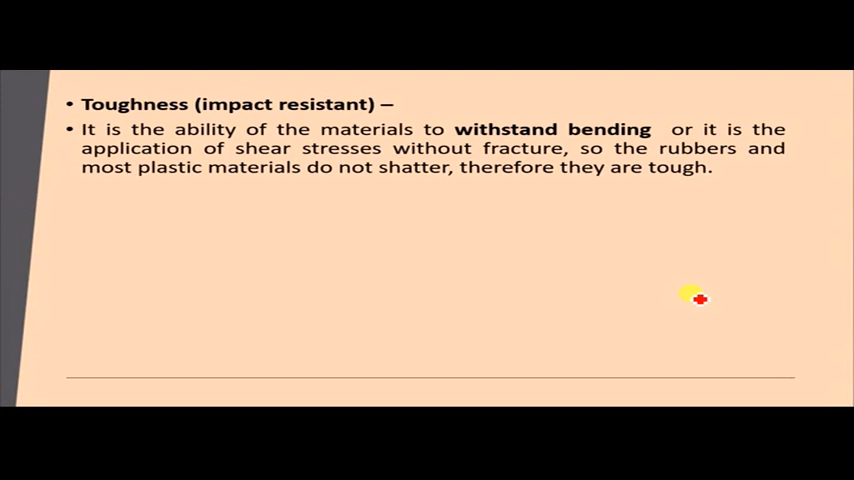 • Toughness (impact resistant) –
• It is the ability of the materials to withstand bending or it is the
application of shear stresses without fracture, so the rubbers and
most plastic materials do not shatter, therefore they are tough.